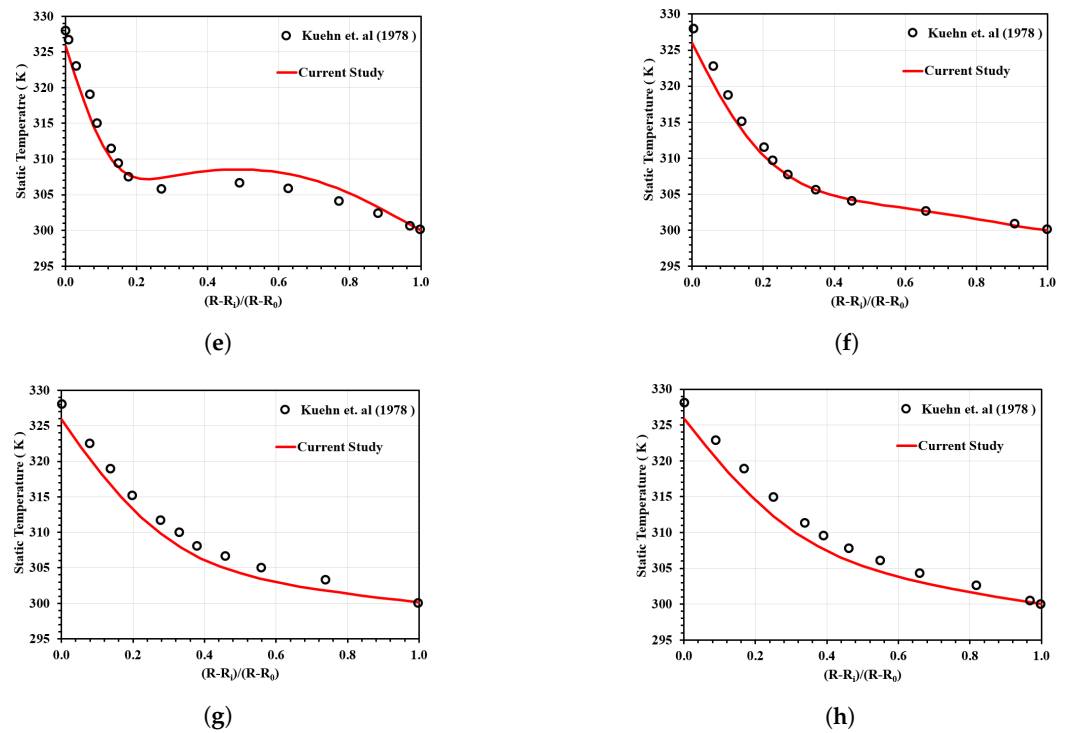 330
325
320
315
310
305
300
295
Static Temperatre ( K )
Kuehn et. al (1978 )
Current Study
0.0 0.2 0.4 0.6 0.8 1.0
(R-Ri)/(R-R0)
(e)
330
325
320
315
310
305
300
295
Static Temperature ( K )
Kuehn et. al (1978 )
Current Study
0.0 0.2 0.4 0.6 0.8 1.0
(R-Ri)/(R-R0)
(f)
330
325
320
315
310
305
300
295
Static Temperature ( K )
Kuehn et. al (1978 )
Current Study
0.0 0.2 0.4 0.6 0.8 1.0
(R-Ri)/(R-R0)
(g)
330
325
320
315
310
305
300
295
Static Temperature ( K )
Kuehn et. al (1978 )
Current Study
0.0 0.2 0.4 0.6 0.8 1.0
(R-Ri)/(R-R0)
(h)